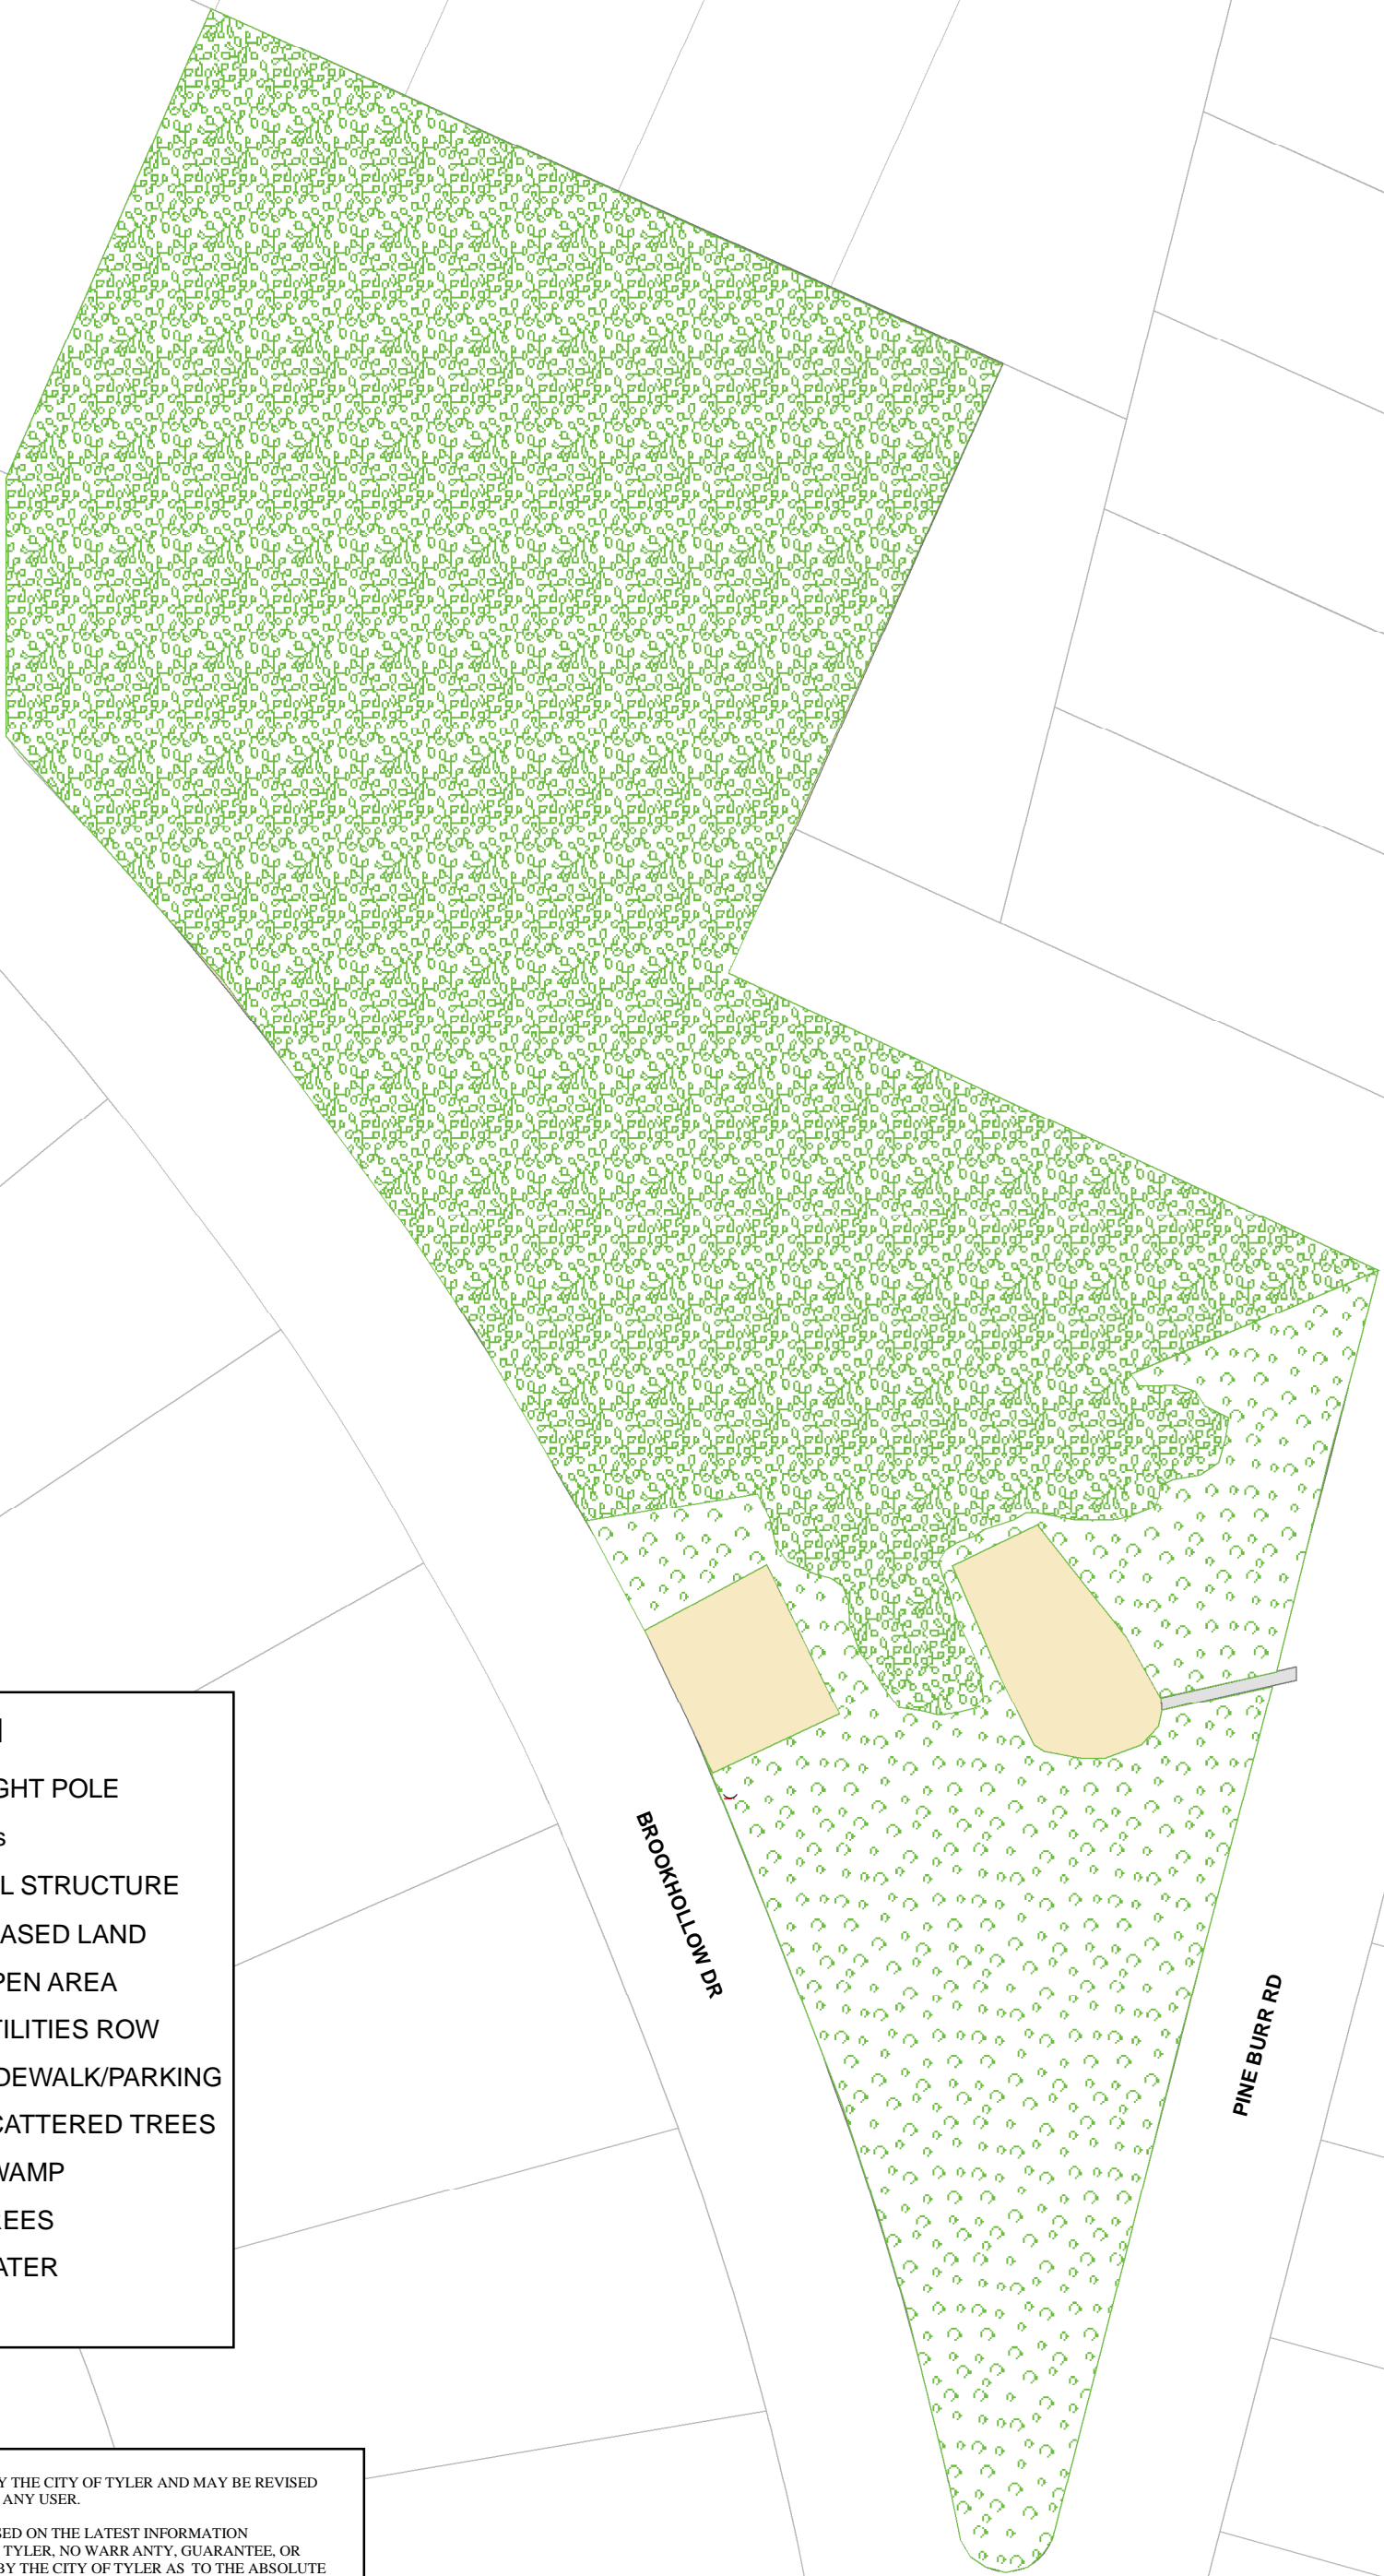 GHT POLE
s
L STRUCTURE
ASED LAND
PEN AREA
TILITIES ROW
DEWALK/PARKING
CATTERED TREES
WAMP
REES
ATER
BROOKHOLLOW DR
PINE BURR RD
Y THE CITY OF TYLER AND MAY BE REVISED
ANY USER.
SED ON THE LATEST INFORMATION
TYLER, NO WARR ANTY, GUARANTEE, OR
BY THE CITY OF TYLER AS TO THE ABSOLUTE